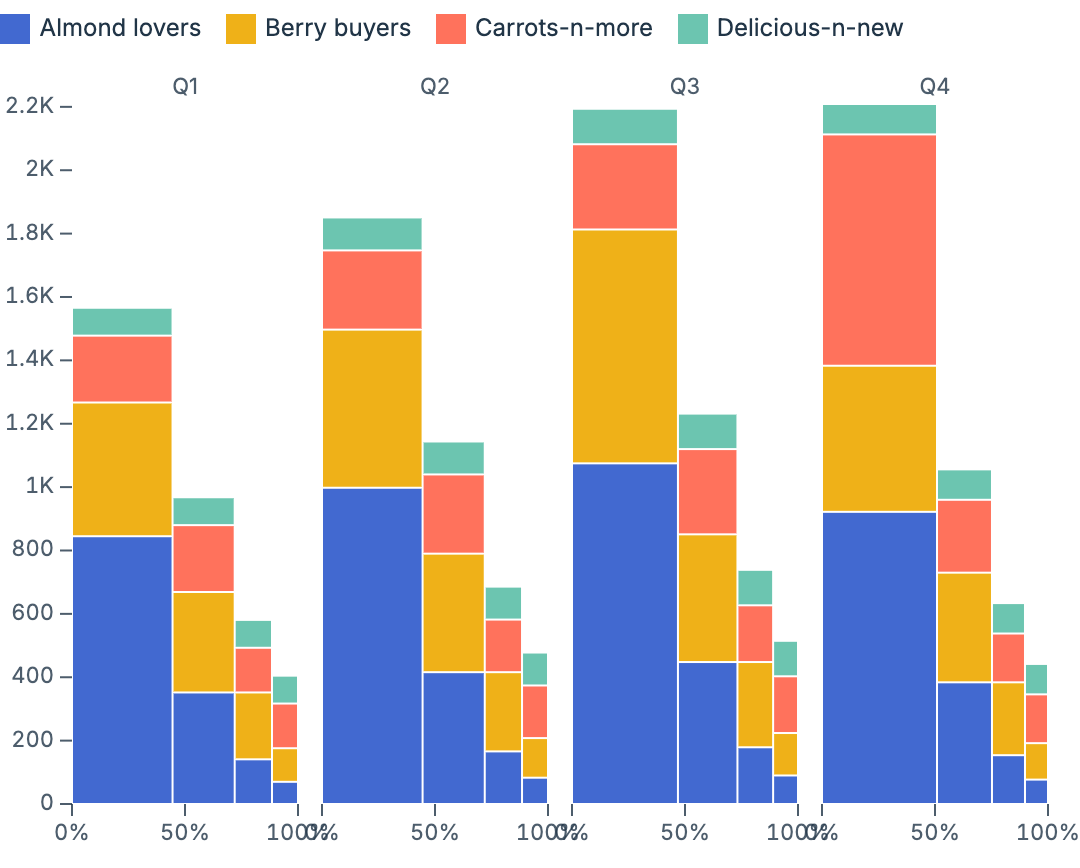 Almond lovers Berry buyers Carrots-n-more Delicious-n-new
Q1 Q2 Q3 Q4
2.2K
2K
1.8K
1.6K
1.4K
1.2K
1K
800
600
400
200
0
0% 50% 100% 0% 50% 100% 0% 50% 100% 0% 50% 100%